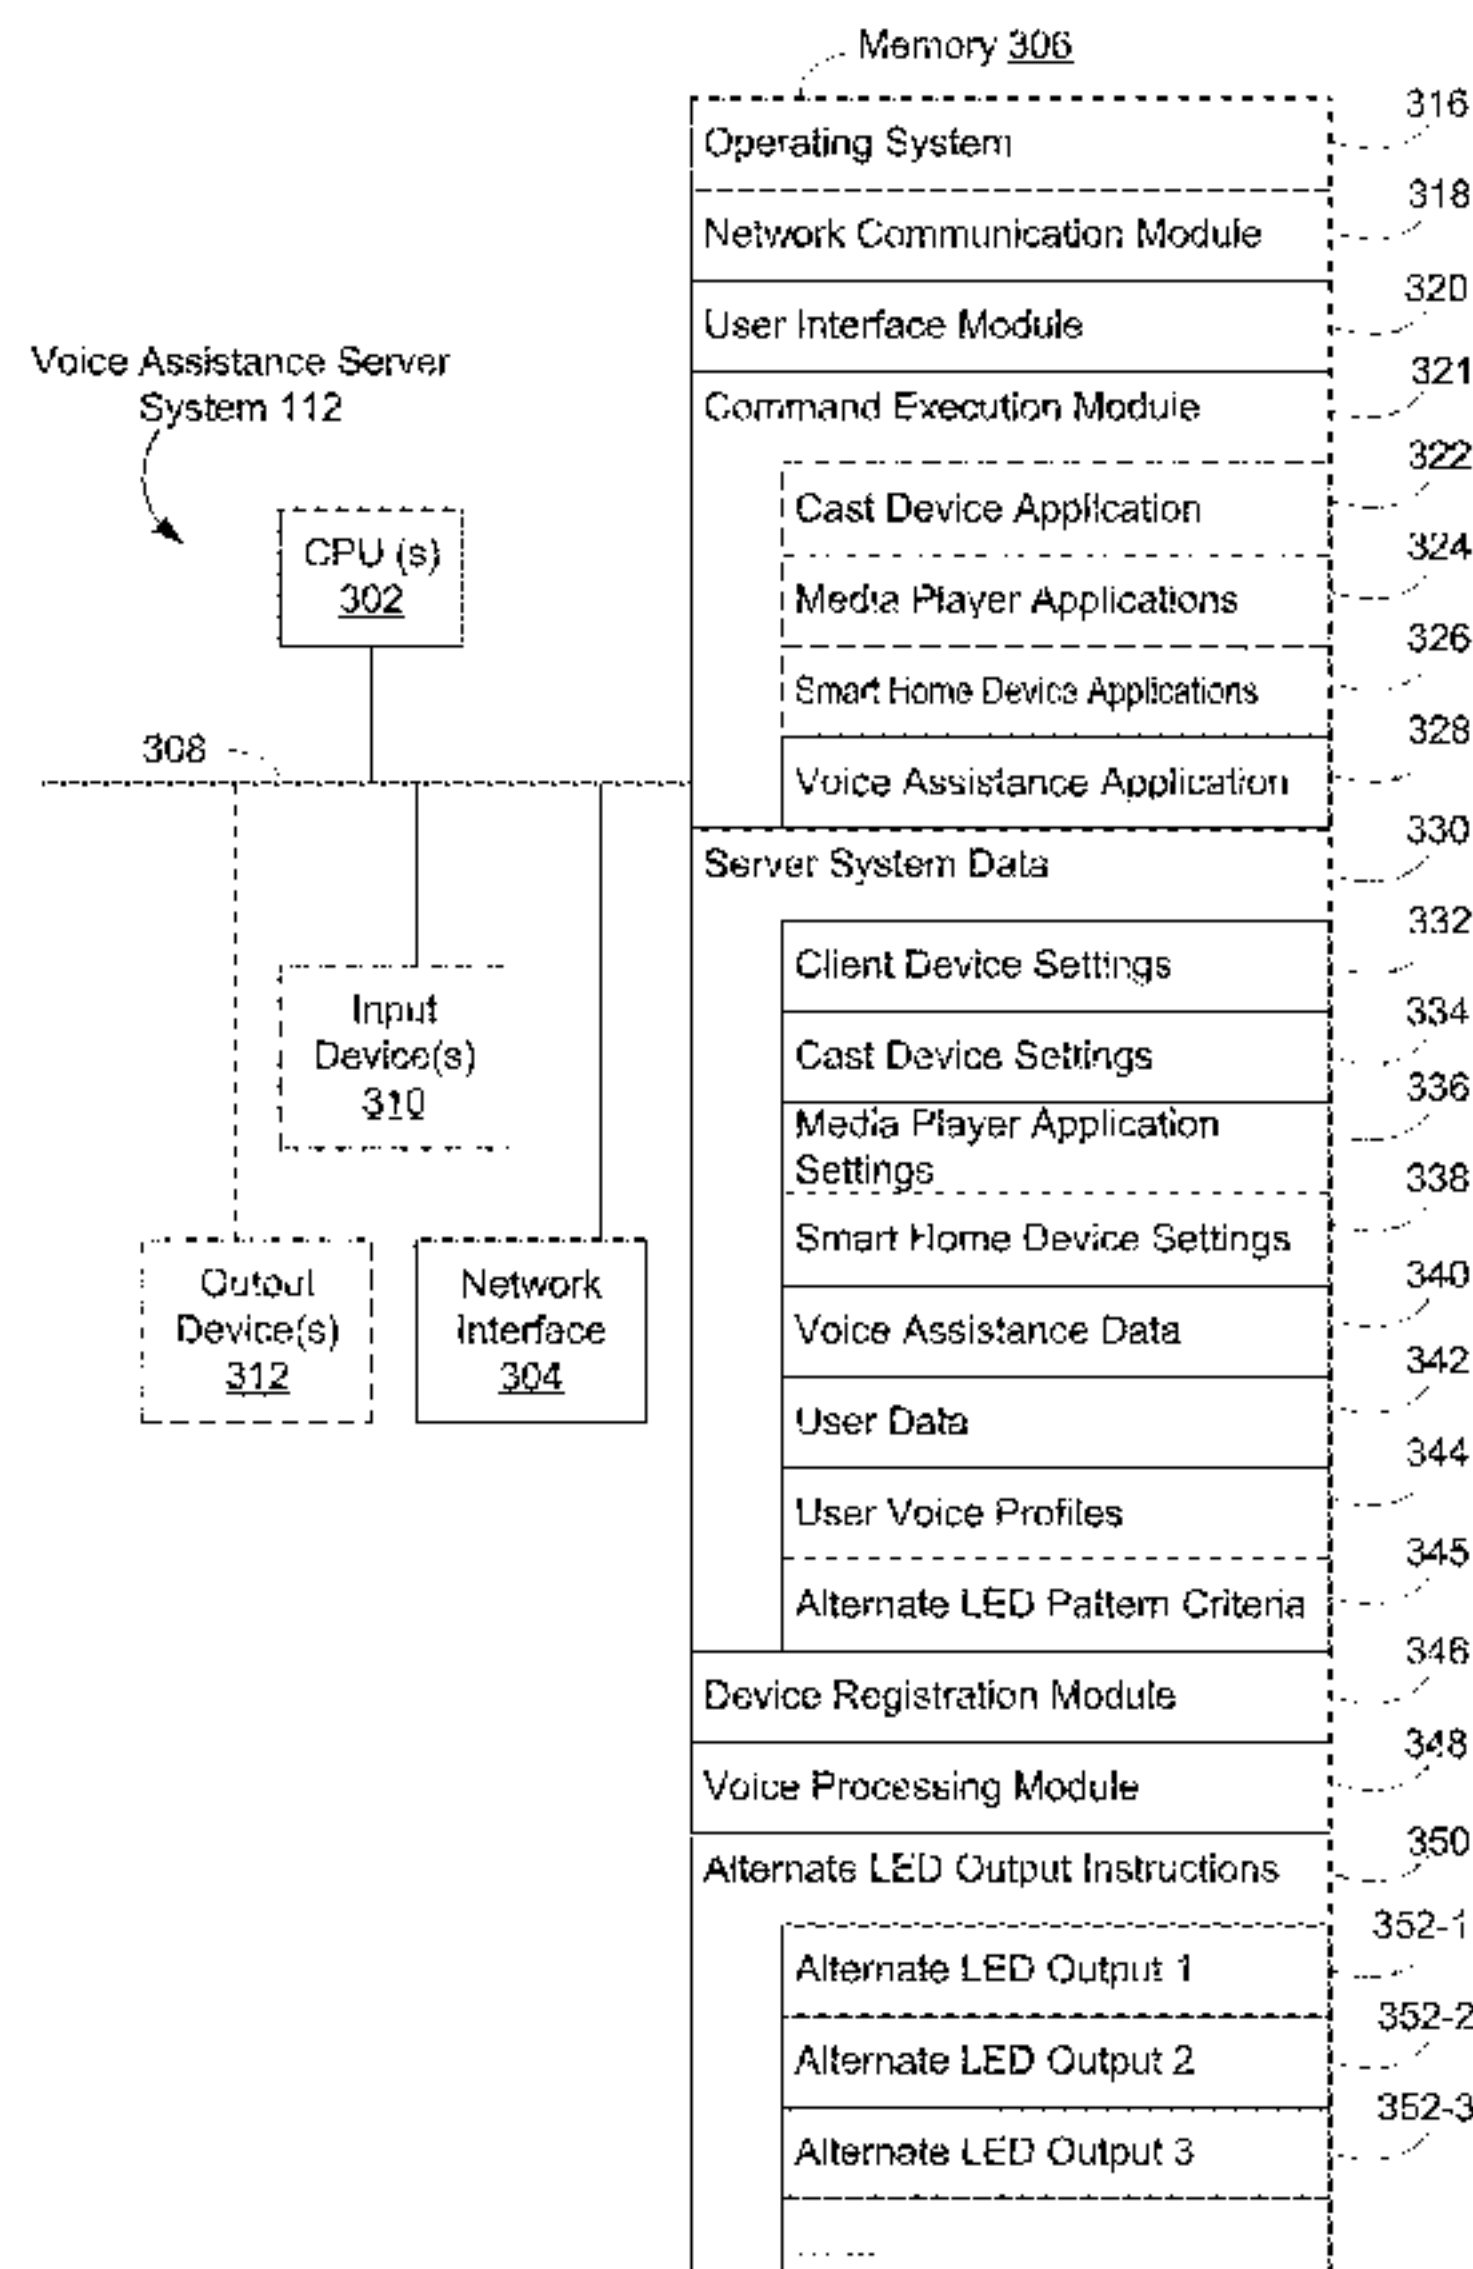 Memory 306
Operating System
316
Network Communication Module
318
User Interface Module
320
Command Execution Module
321
Cast Device Application
322
Media Player Applications
324
Smart Home Device Applications
326
Voice Assistance Application
328
Server System Data
330
Client Device Settings
332
Cast Device Settings
334
Media Player Application
Settings
336
Smart Home Device Settings
338
Voice Assistance Data
340
User Data
342
User Voice Profiles
344
Alternate LED Pattern Criteria
345
Device Registration Module
346
Voice Processing Module
348
Alternate LED Output Instructions
350
Alternate LED Output 1
352-1
Alternate LED Output 2
352-2
Alternate LED Output 3
352-3
... ...
Voice Assistance Server
System 112
CPU (s)
302
308
Input
Device(s)
310
Output
Device(s)
312
Network
Interface
304